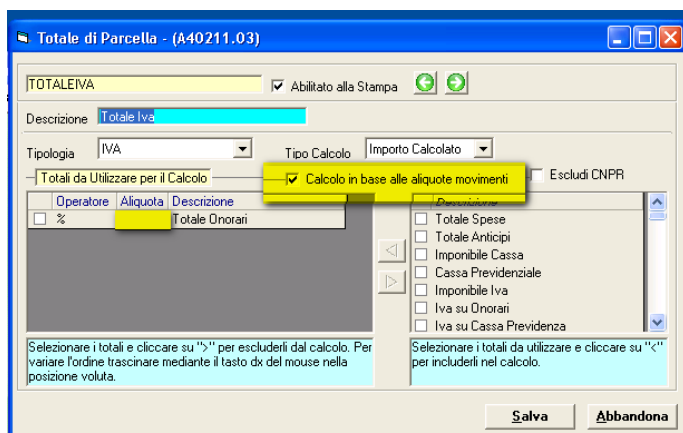 Totale di Parcella - (A40211.03)
TOTALEIVA
Abilitato alla Stampa
Descrizione Totale Iva
Tipologia IVA
Tipo Calcolo Importo Calcolato
Totali da Utilizzare per il Calcolo
Calcolo in base alle aliquote movimenti
Escludi CNPR
Operatore Aliquota Descrizione
% Totale Onorari
Descrizione
Totale Spese
Totale Anticipi
Imponibile Cassa
Cassa Previdenziale
Imponibile Iva
Iva su Onorari
Iva su Cassa Previdenza
Selezionare i totali e cliccare su ">" per escluderli dal calcolo. Per
variare l'ordine trascinare mediante il tasto dx del mouse nella
posizione voluta.
Selezionare i totali da utilizzare e cliccare su "<"
per includerli nel calcolo.
Salva
Abbandona